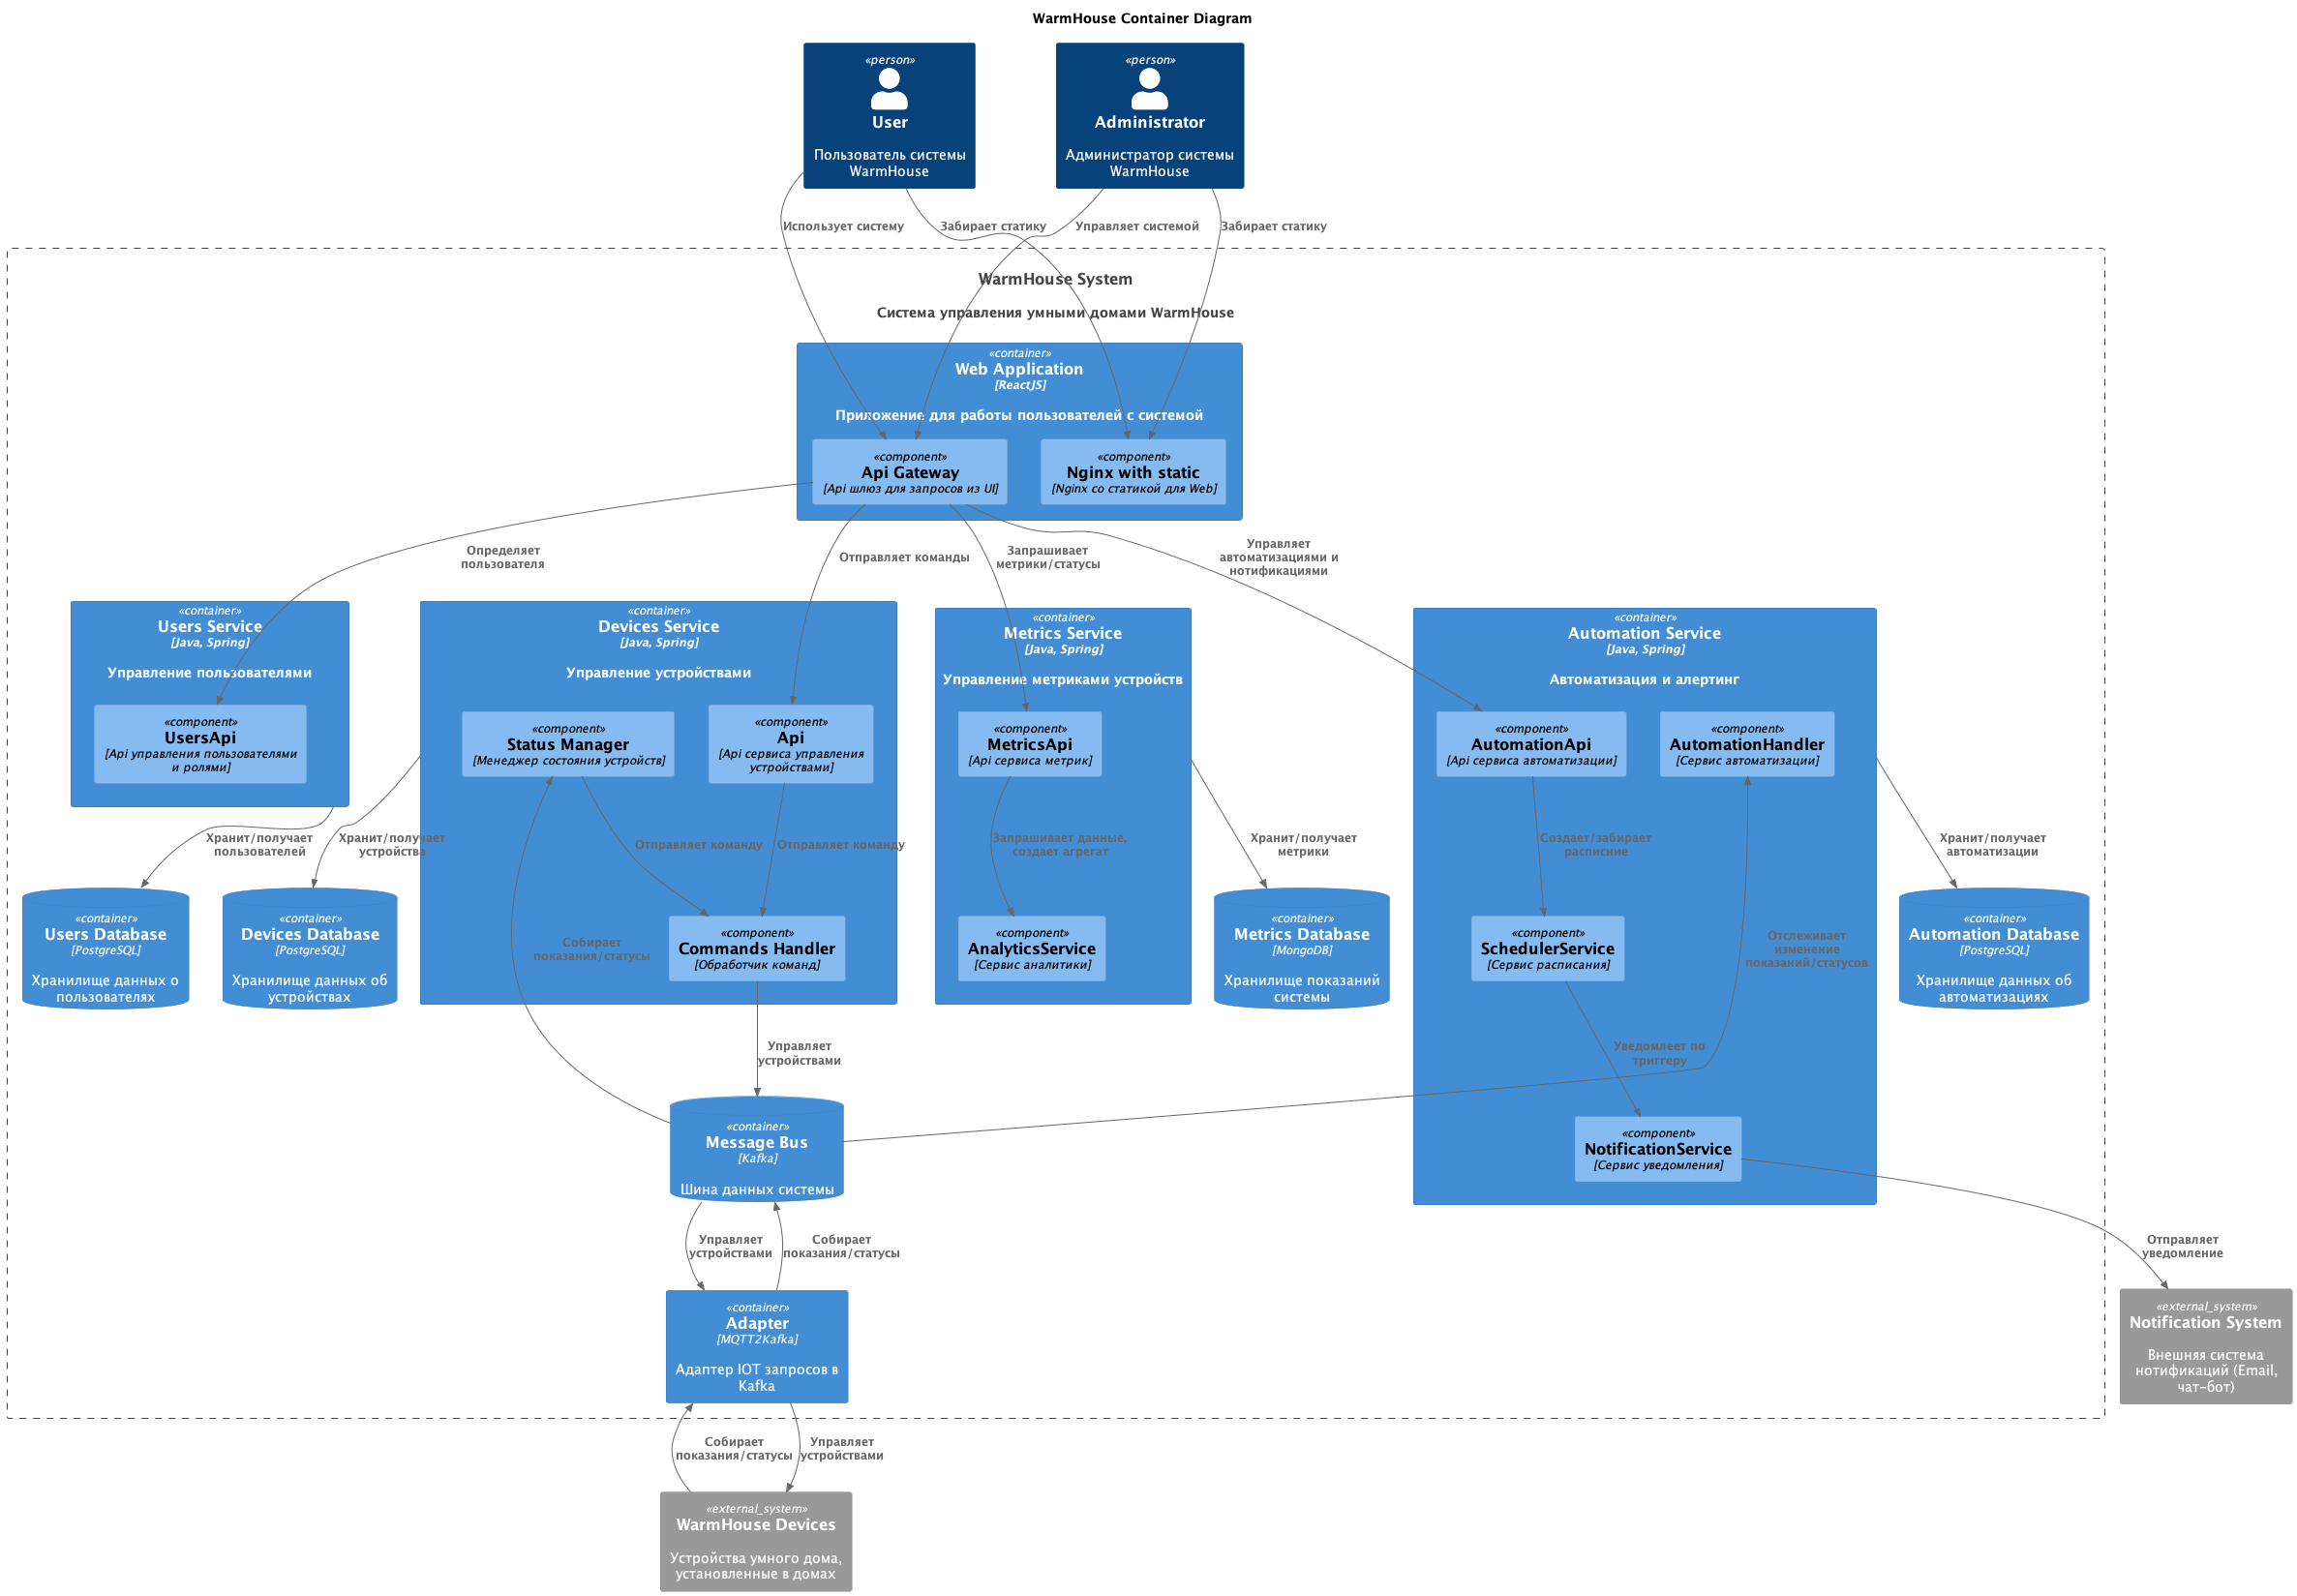 WarmHouse Container Diagram
«person»
User
Пользователь системы
WarmHouse
«person»
Administrator
Администратор системы
WarmHouse
Использует систему
Забирает статику
Управляет системой
Забирает статику
WarmHouse System
Система управления умными домами WarmHouse
«container»
Web Application
[ReactJS]
Приложение для работы пользователей с системой
«component»
Api Gateway
[Api шлюз для запросов из UI]
«component»
Nginx with static
[Nginx со статикой для Web]
Определяет
пользователя
Отправляет команды
Запрашивает
метрики/статусы
Управляет
автоматизациями и
нотификациями
«container»
Users Service
[Java, Spring]
Управление пользователями
«component»
UsersApi
[Api управления пользователями
и ролями]
«container»
Devices Service
[Java, Spring]
Управление устройствами
«component»
Status Manager
[Менеджер состояния устройств]
«component»
Api
[Api сервиса управления
устройствами]
«container»
Metrics Service
[Java, Spring]
Управление метриками устройств
«component»
MetricsApi
[Api сервиса метрик]
«container»
Automation Service
[Java, Spring]
Автоматизация и алертинг
«component»
AutomationApi
[Api сервиса автоматизации]
«component»
AutomationHandler
[Сервис автоматизации]
Хранит/получает
пользователей
Хранит/получает
устройства
Отправляет команду
Отправляет команду
Запрашивает данные,
создает агрегат
Хранит/получает
метрики
Создает/забирает
расписние
Хранит/получает
автоматизации
«container»
Users Database
[PostgreSQL]
Хранилище данных о
пользователях
«container»
Devices Database
[PostgreSQL]
Хранилище данных об
устройствах
Собирает
показания/статусы
«component»
Commands Handler
[Обработчик команд]
«component»
AnalyticsService
[Сервис аналитики]
«container»
Metrics Database
[MongoDB]
Хранилище показаний
системы
«component»
SchedulerService
[Сервис расписания]
Отслеживает
изменение
показаний/статусов
«container»
Automation Database
[PostgreSQL]
Хранилище данных об
автоматизациях
Управляет
устройствами
Уведомлеет по
триггеру
«container»
Message Bus
[Kafka]
Шина данных системы
«component»
NotificationService
[Сервис уведомления]
Управляет
устройствами
Собирает
показания/статусы
Отправляет
уведомление
«container»
Adapter
[MQTT2Kafka]
Адаптер IOT запросов в
Kafka
«external_system»
Notification System
Внешняя система
нотификаций (Email,
чат-бот)
Собирает
показания/статусы
Управляет
устройствами
«external_system»
WarmHouse Devices
Устройства умного дома,
установленные в домах